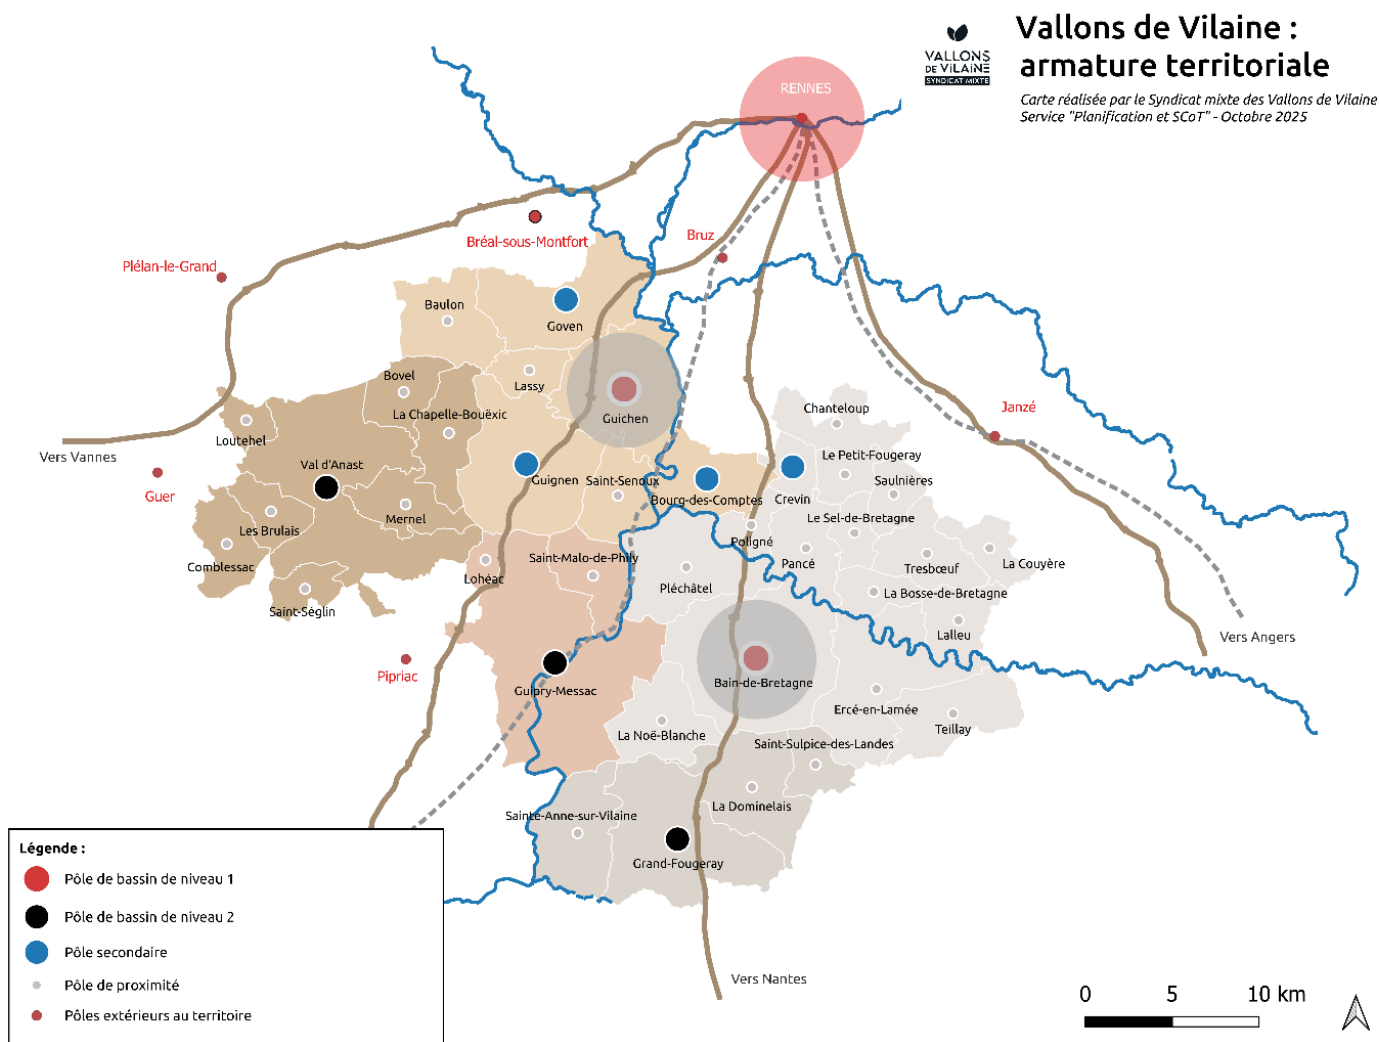 VALLONS
DE VILAINE
SYNDICAT MIXTE
Vallons de Vilaine :
armature territoriale
Carte réalisée par le Syndicat mixte des Vallons de Vilaine
Service "Planification et SCoT" - Octobre 2025
RENNES
Bruz
Bréal-sous-Montfort
Plélan-le-Grand
Baulon
Goven
Lassy
Bovel
La Chapelle-Bouëxic
Guichen
Chanteloup
Janzé
Loutehel
Vers Vannes
Le Petit-Fougeray
Val d'Anast
Guignen
Saint-Senoux
Saulnières
Guer
Bourg-des-Comptes
Crevin
Mernel
Le Sel-de-Bretagne
Les Brulais
Poligné
Saint-Malo-de-Phily
Pancé
La Couyère
Comblessac
Tresbœuf
Lohéac
Pléchâtel
La Bosse-de-Bretagne
Saint-Séglin
Lalleu
Vers Angers
Pipriac
Bain-de-Bretagne
Guipry-Messac
Ercé-en-Lamée
Teillay
La Noë-Blanche
Saint-Sulpice-des-Landes
La Dominelais
Sainte-Anne-sur-Vilaine
Grand-Fougeray
Vers Nantes
Légende :
Pôle de bassin de niveau 1
Pôle de bassin de niveau 2
Pôle secondaire
Pôle de proximité
Pôles extérieurs au territoire
0 5 10 km